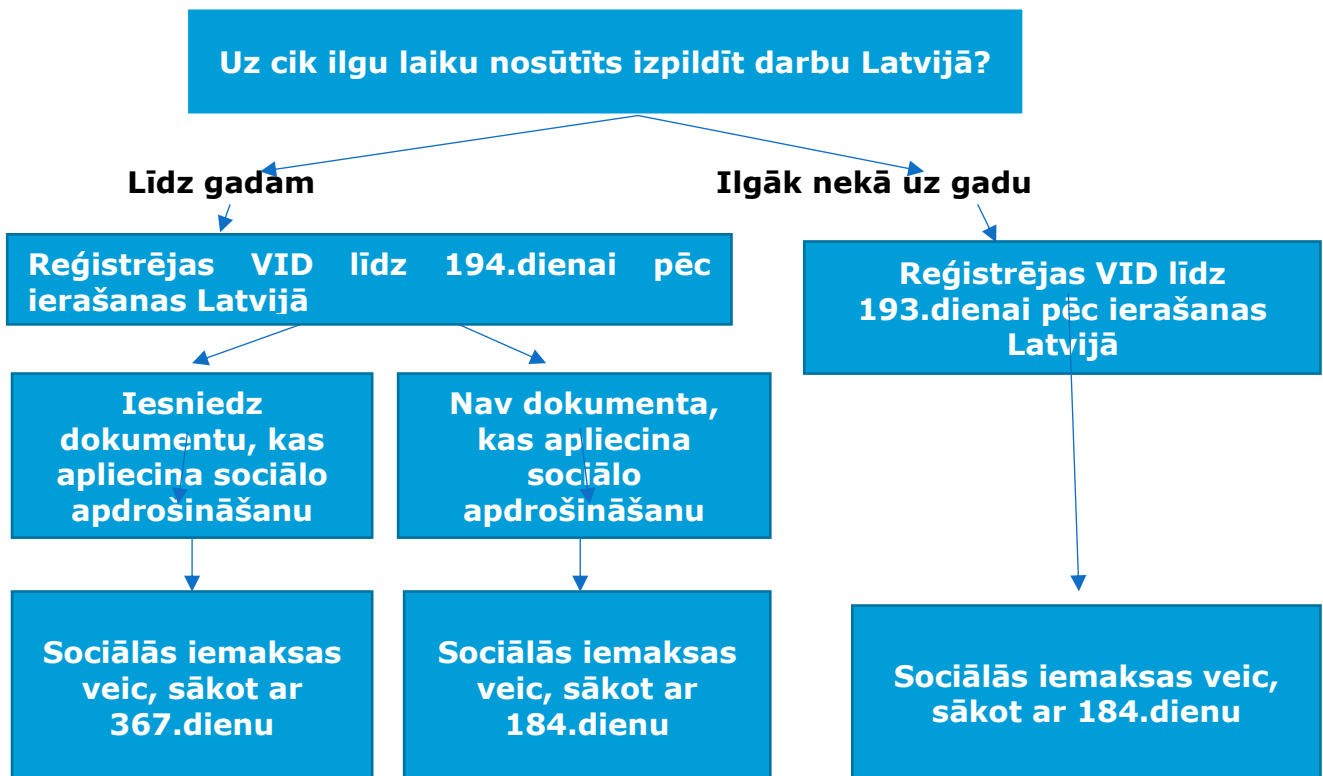 Uz cik ilgu laiku nosūtīts izpildīt darbu Latvijā?
Līdz gadam
Ilgāk nekā uz gadu
Reģistrējas VID līdz 194.dienai pēc
ierašanas Latvijā
Reģistrējas VID līdz
193.dienai pēc ierašanas
Latvijā
Iesniedz
dokumentu, kas
apliecina sociālo
apdrošināšanu
Nav dokumenta,
kas apliecina
sociālo
apdrošināšanu
Sociālās iemaksas
veic, sākot ar
367.dienu
Sociālās iemaksas
veic, sākot ar
184.dienu
Sociālās iemaksas veic,
sākot ar 184.dienu